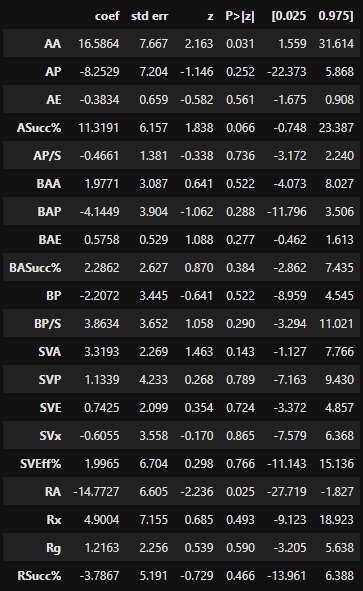 coef std err z P>|z| [0.025 0.975]
AA 16.5864 7.667 2.163 0.031 1.559 31.614
AP -8.2529 7.204 -1.146 0.252 -22.373 5.868
AE -0.3834 0.659 -0.582 0.561 -1.675 0.908
ASucc% 11.3191 6.157 1.838 0.066 -0.748 23.387
AP/S -0.4661 1.381 -0.338 0.736 -3.172 2.240
BAA 1.9771 3.087 0.641 0.522 -4.073 8.027
BAP -4.1449 3.904 -1.062 0.288 -11.796 3.506
BAE 0.5758 0.529 1.088 0.277 -0.462 1.613
BASucc% 2.2862 2.627 0.870 0.384 -2.862 7.435
BP -2.2072 3.445 -0.641 0.522 -8.959 4.545
BP/S 3.8634 3.652 1.058 0.290 -3.294 11.021
SVA 3.3193 2.269 1.463 0.143 -1.127 7.766
SVP 1.1339 4.233 0.268 0.789 -7.163 9.430
SVE 0.7425 2.099 0.354 0.724 -3.372 4.857
SVx -0.6055 3.558 -0.170 0.865 -7.579 6.368
SVEff% 1.9965 6.704 0.298 0.766 -11.143 15.136
RA -14.7727 6.605 -2.236 0.025 -27.719 -1.827
Rx 4.9004 7.155 0.685 0.493 -9.123 18.923
Rg 1.2163 2.256 0.539 0.590 -3.205 5.638
RSucc% -3.7867 5.191 -0.729 0.466 -13.961 6.388